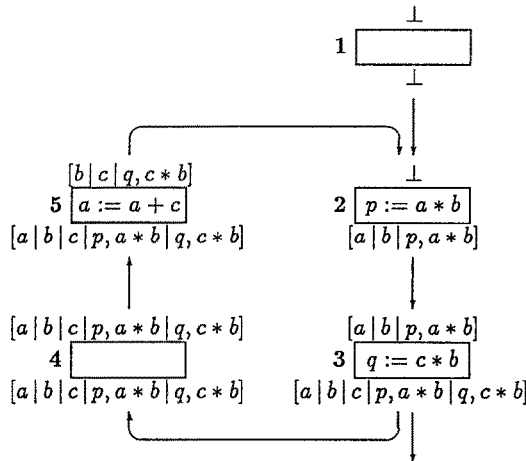 ⊥
1
⊥
[b | c | q, c * b]
5 a := a + c
[a | b | c | p, a * b | q, c * b]
⊥
2 p := a * b
[a | b | p, a * b]
[a | b | c | p, a * b | q, c * b]
4
[a | b | c | p, a * b | q, c * b]
[a | b | p, a * b]
3 q := c * b
[a | b | c | p, a * b | q, c * b]